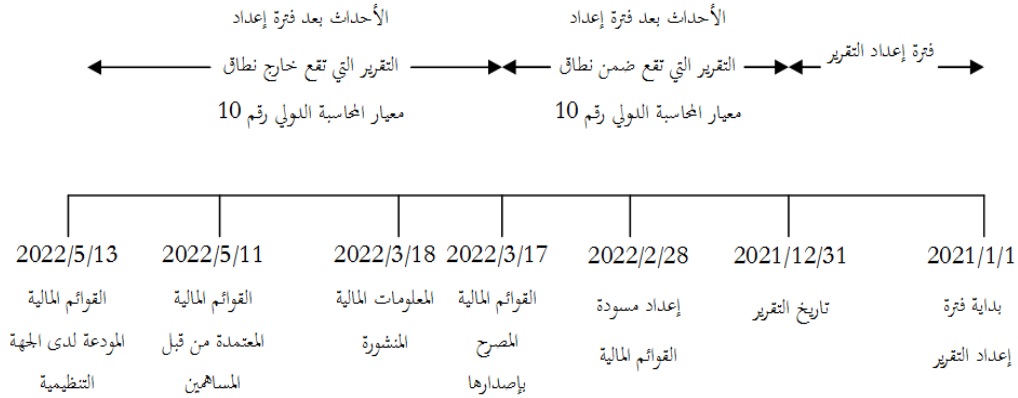 فترة إعداد التقرير
الأحداث بعد فترة إعداد
التقرير التي تقع ضمن نطاق
معيار المحاسبة الدولي رقم 10
الأحداث بعد فترة إعداد
التقرير التي تقع خارج نطاق
معيار المحاسبة الدولي رقم 10
2021/1/1
بداية فترة
إعداد التقرير
2021/12/31
تاريخ التقرير
2022/2/28
إعداد مسودة
القوائم المالية
2022/3/17
القوائم المالية
المصرح
بإصدارها
2022/3/18
المعلومات المالية
المنشورة
2022/5/11
القوائم المالية
المعتمدة من قبل
المساهمين
2022/5/13
القوائم المالية
المودعة لدى الجهة
التنظيمية